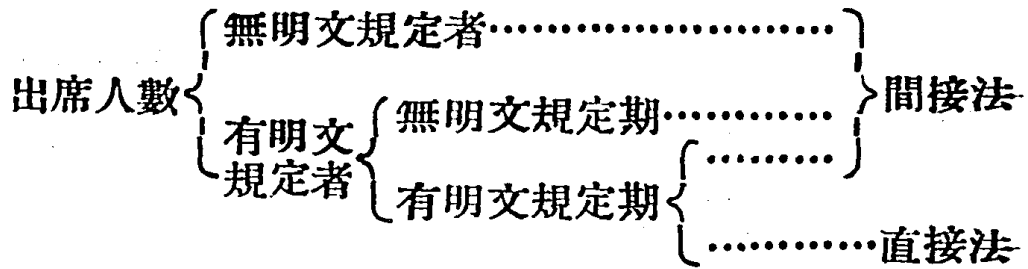 無明文規定者
出席人數
間接法
無明文規定期
有明文
規定者
有明文規定期
直接法